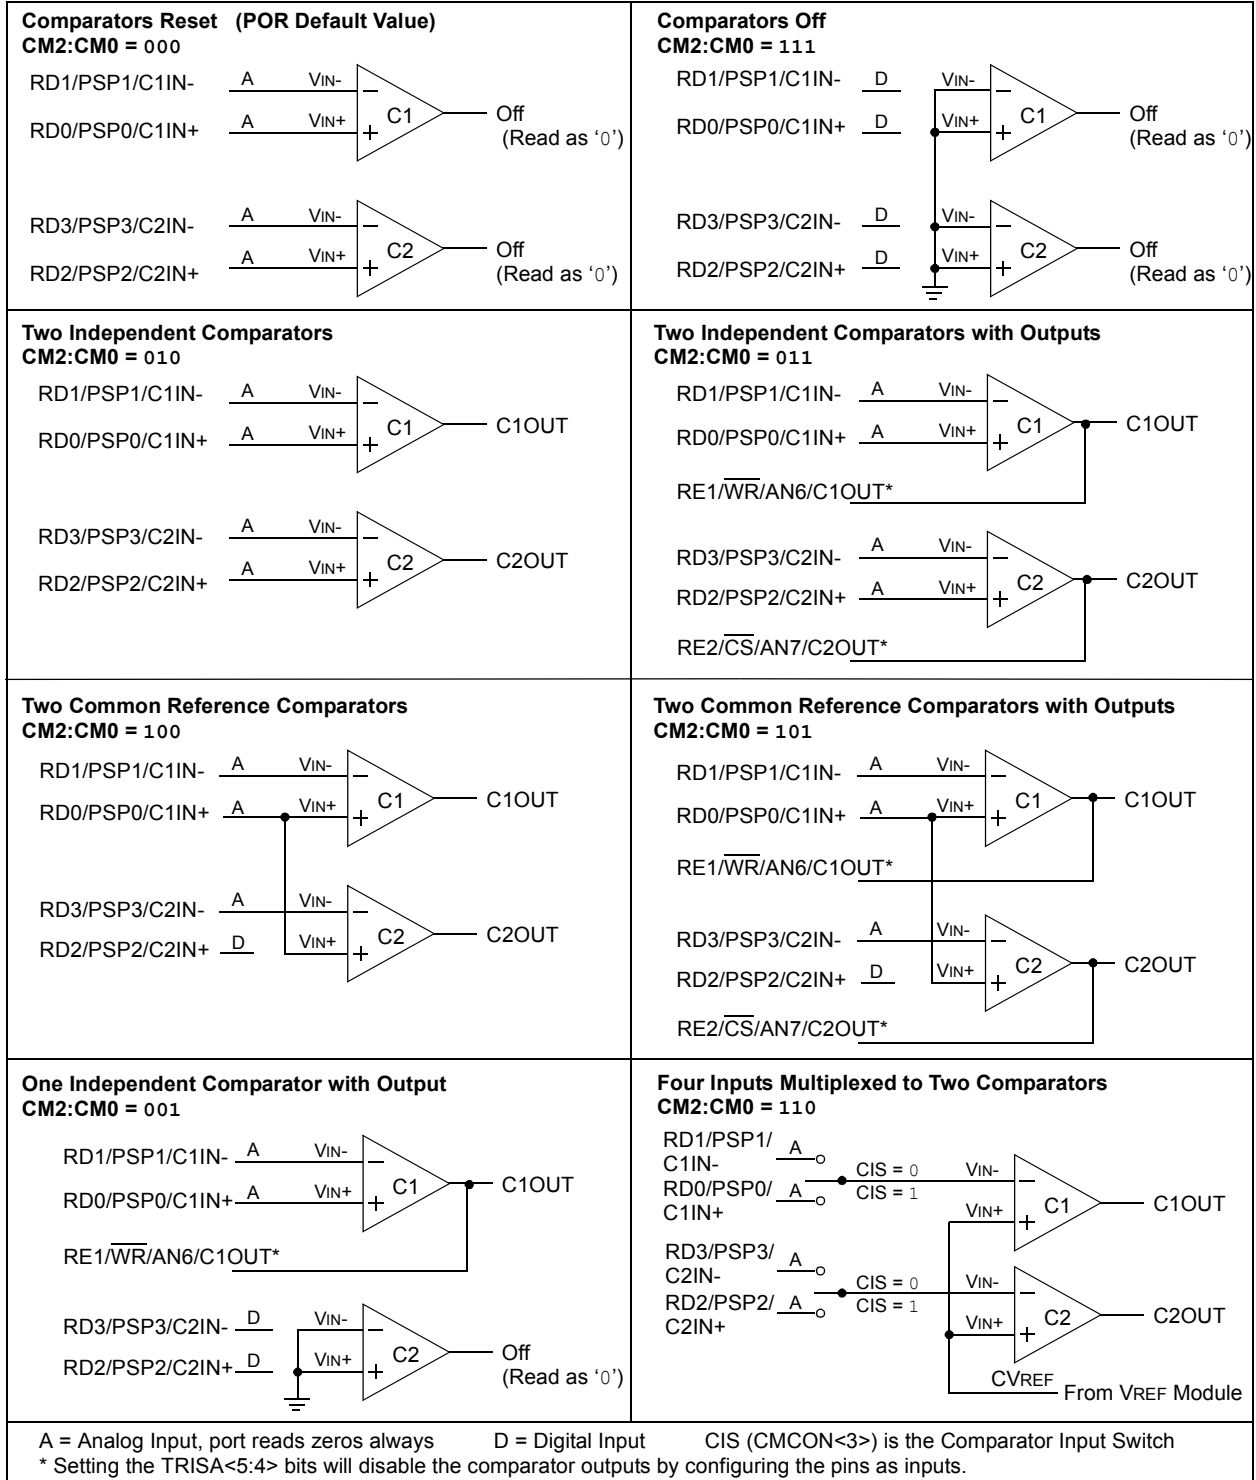 Comparators Reset (POR Default Value)
CM2:CM0 = 000
RD1/PSP1/C1IN- A VIN-
RD0/PSP0/C1IN+ A VIN+
C1
Off
(Read as '0')
RD3/PSP3/C2IN- A VIN-
RD2/PSP2/C2IN+ A VIN+
C2
Off
(Read as '0')
Comparators Off
CM2:CM0 = 111
RD1/PSP1/C1IN- D VIN-
RD0/PSP0/C1IN+ D VIN+
C1
Off
(Read as '0')
RD3/PSP3/C2IN- D VIN-
RD2/PSP2/C2IN+ D VIN+
C2
Off
(Read as '0')
Two Independent Comparators
CM2:CM0 = 010
RD1/PSP1/C1IN- A VIN-
RD0/PSP0/C1IN+ A VIN+
C1
C1OUT
RD3/PSP3/C2IN- A VIN-
RD2/PSP2/C2IN+ A VIN+
C2
C2OUT
Two Independent Comparators with Outputs
CM2:CM0 = 011
RD1/PSP1/C1IN- A VIN-
RD0/PSP0/C1IN+ A VIN+
C1
C1OUT
RE1/WR/AN6/C1OUT*
RD3/PSP3/C2IN- A VIN-
RD2/PSP2/C2IN+ A VIN+
C2
C2OUT
RE2/CS/AN7/C2OUT*
Two Common Reference Comparators
CM2:CM0 = 100
RD1/PSP1/C1IN- A VIN-
RD0/PSP0/C1IN+ A VIN+
C1
C1OUT
RD3/PSP3/C2IN- A VIN-
RD2/PSP2/C2IN+ D VIN+
C2
C2OUT
Two Common Reference Comparators with Outputs
CM2:CM0 = 101
RD1/PSP1/C1IN- A VIN-
RD0/PSP0/C1IN+ A VIN+
C1
C1OUT
RE1/WR/AN6/C1OUT*
RD3/PSP3/C2IN- A VIN-
RD2/PSP2/C2IN+ D VIN+
C2
C2OUT
RE2/CS/AN7/C2OUT*
One Independent Comparator with Output
CM2:CM0 = 001
RD1/PSP1/C1IN- A VIN-
RD0/PSP0/C1IN+ A VIN+
C1
C1OUT
RE1/WR/AN6/C1OUT*
RD3/PSP3/C2IN- D VIN-
RD2/PSP2/C2IN+ D VIN+
C2
Off
(Read as '0')
Four Inputs Multiplexed to Two Comparators
CM2:CM0 = 110
RD1/PSP1/
C1IN-
A
RD0/PSP0/
C1IN+
A
CIS = 0
CIS = 1
VIN-
VIN+
C1
C1OUT
RD3/PSP3/
C2IN-
A
RD2/PSP2/
C2IN+
A
CIS = 0
CIS = 1
VIN-
VIN+
C2
C2OUT
CVREF
From VREF Module
A = Analog Input, port reads zeros always D = Digital Input CIS (CMCON<3>) is the Comparator Input Switch
* Setting the TRISA<5:4> bits will disable the comparator outputs by configuring the pins as inputs.